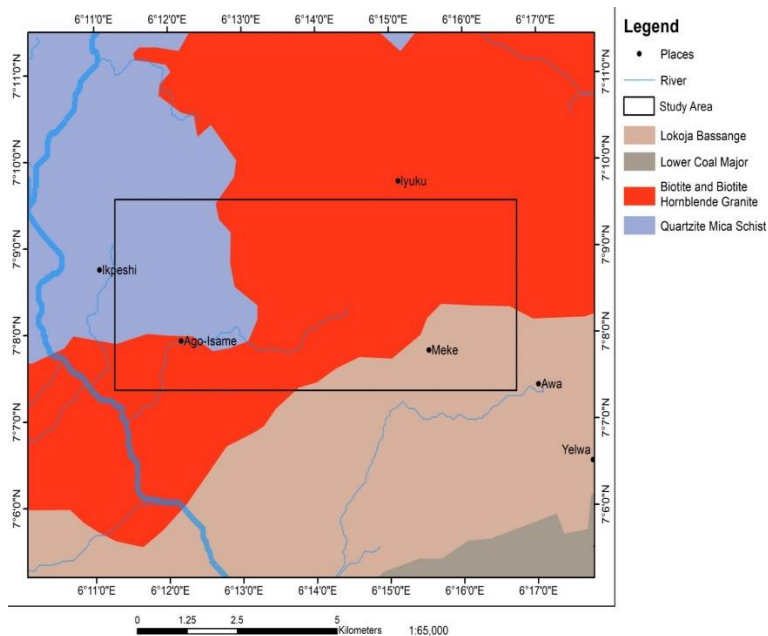 6°11'0"E 6°12'0"E 6°13'0"E 6°15'0"E 6°16'0"E 6°17'0"E
Legend
Places
River
Study Area
Lokoja Bassange
Lower Coal Major
Biotite and Biotite
Hornblende Granite
Quartzite Mica Schist
7°11'0"N
7°10'0"N
7°9'0"N
7°8'0"N
7°7'0"N
7°6'0"N
Iyuku
Ikpeshi
Ago-Isame
Meke
Awa
Yelwa
7°11'0"N
7°10'0"N
7°9'0"N
7°8'0"N
7°7'0"N
7°6'0"N
6°11'0"E 6°12'0"E 6°13'0"E 6°14'0"E 6°15'0"E 6°16'0"E 6°17'0"E
0 1.25 2.5 5
Kilometers 1:65,000